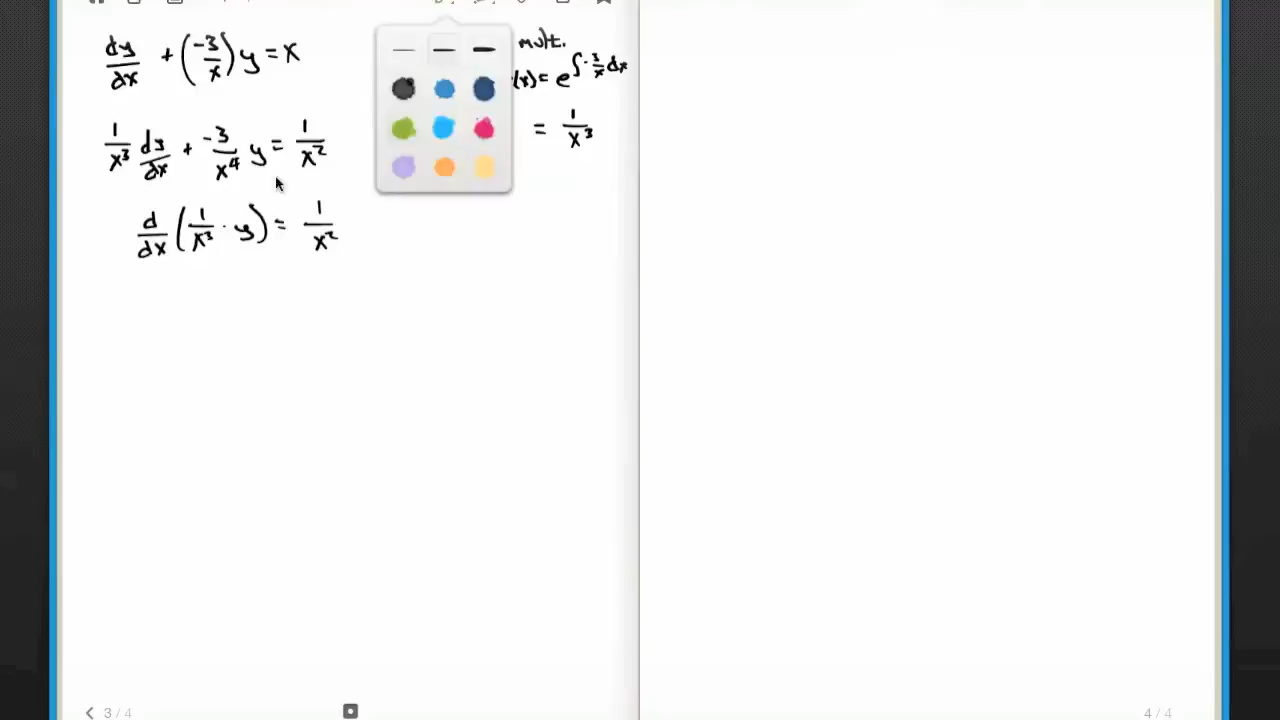 dy/dx + (-3/x) y = x
mult.
(x) = e^∫-3/x dx
= 1/x³
1/x³ dy/dx + -3/x⁴ y = 1/x²
d/dx (1/x³ · y) = 1/x²
3 / 4
4 / 4